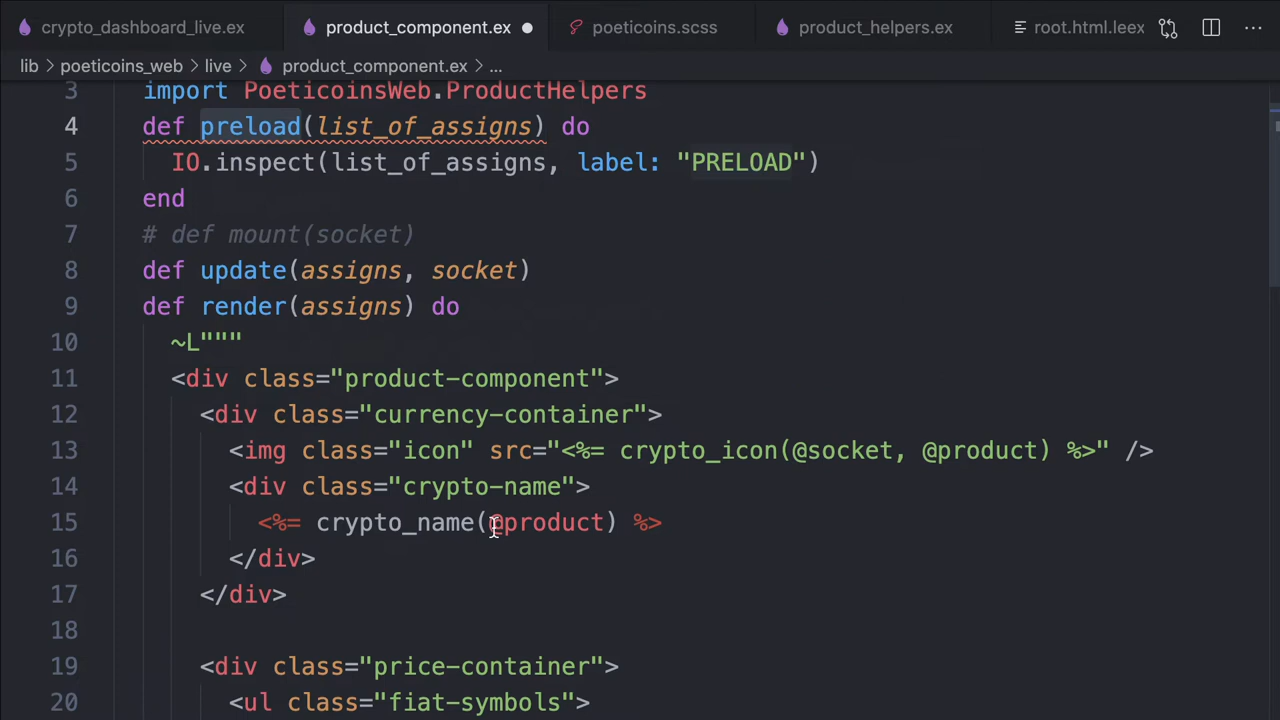 crypto_dashboard_live.ex product_component.ex poeticoins.scss product_helpers.ex root.html.leex ...
lib > poeticoins_web > live > product_component.ex > ...
3 import PoeticoinsWeb.ProductHelpers
4 def preload(list_of_assigns) do
5 IO.inspect(list_of_assigns, label: "PRELOAD")
6 end
7 # def mount(socket)
8 def update(assigns, socket)
9 def render(assigns) do
10 ~L"""
11 <div class="product-component">
12 <div class="currency-container">
13 <img class="icon" src="<%= crypto_icon(@socket, @product) %>" />
14 <div class="crypto-name">
15 <%= crypto_name(@product) %>
16 </div>
17 </div>
18
19 <div class="price-container">
20 <ul class="fiat-symbols">